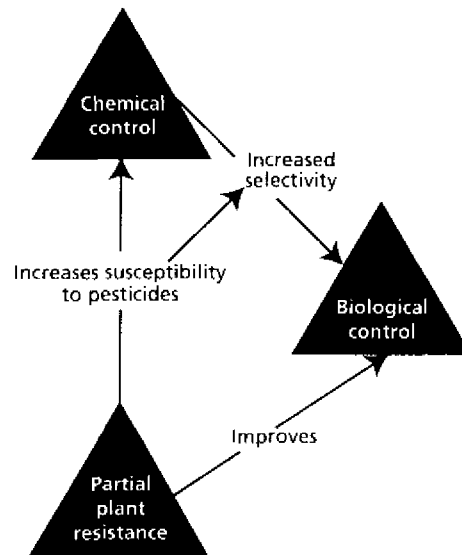 Chemical
control
Increased
selectivity
Increases susceptibility
to pesticides
Biological
control
Improves
Partial
plant
resistance